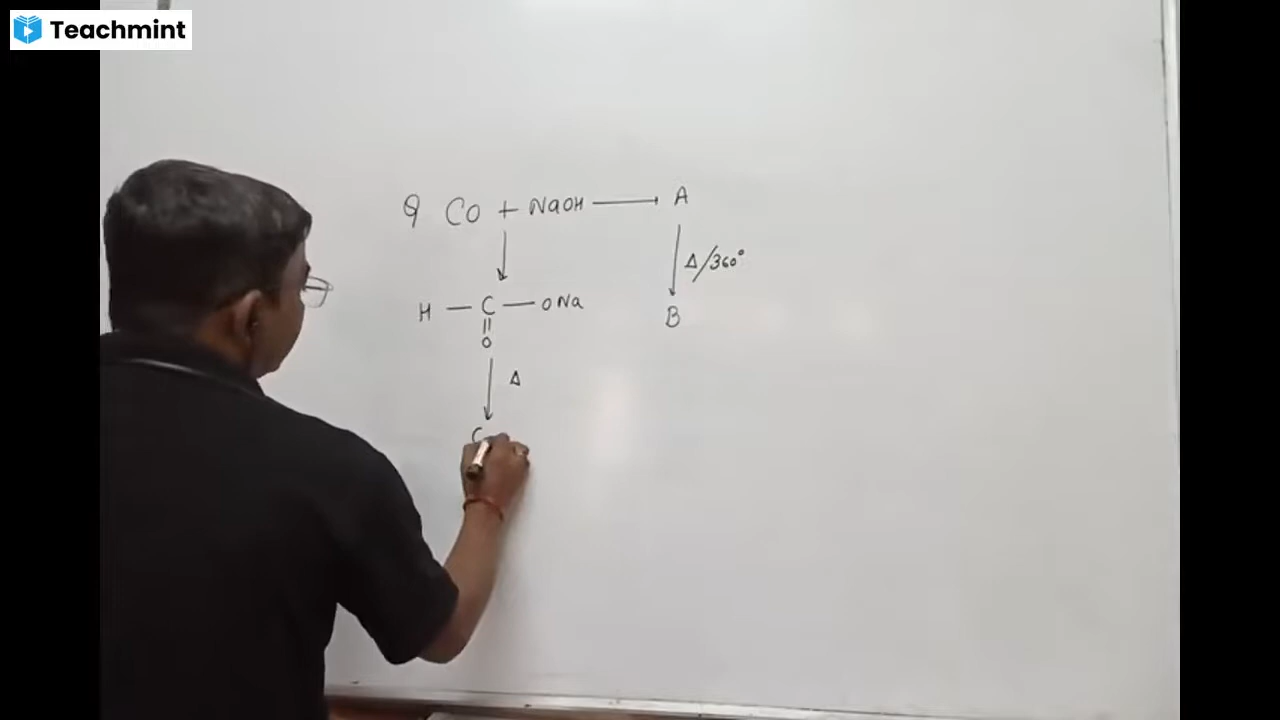 Teachmint
Q CO + NaOH → A
Δ/360°
H — C — ONa
B
||
O
Δ
C